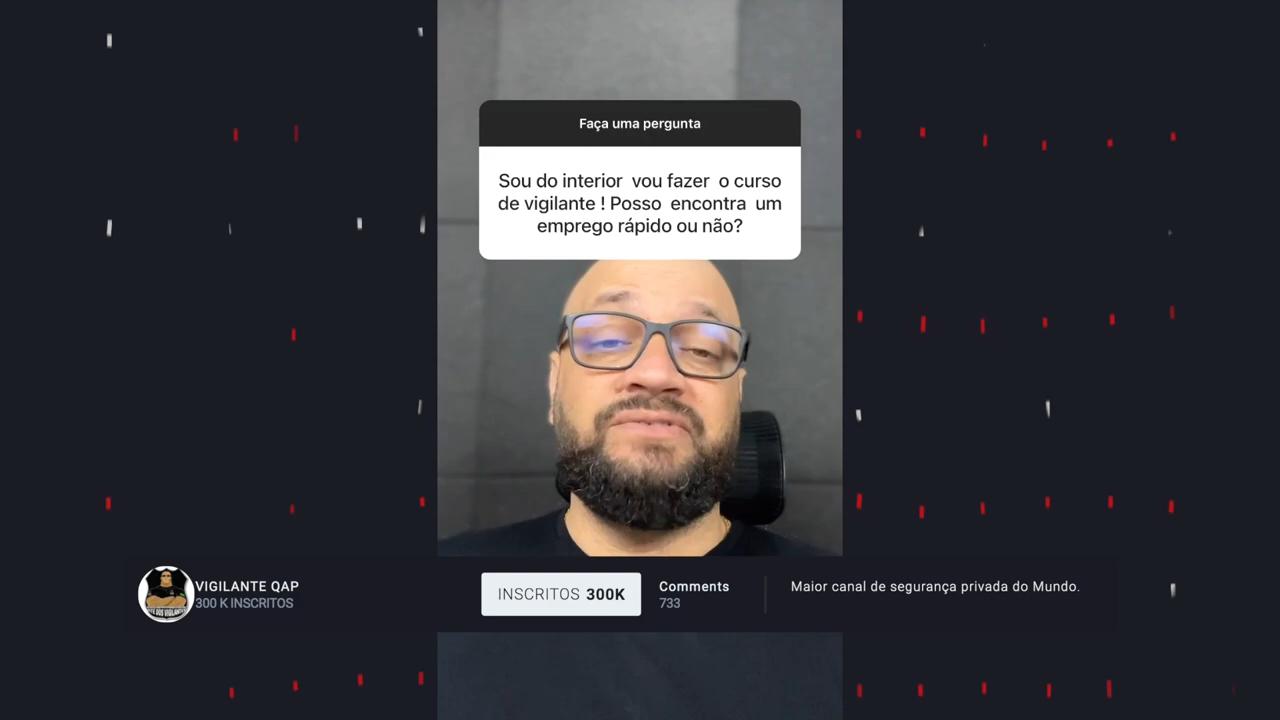 Faça uma pergunta
Sou do interior vou fazer o curso
de vigilante ! Posso encontra um
emprego rápido ou não?
VIGILANTE QAP
300 K INSCRITOS
INSCRITOS 300K
Comments
733
Maior canal de segurança privada do Mundo.